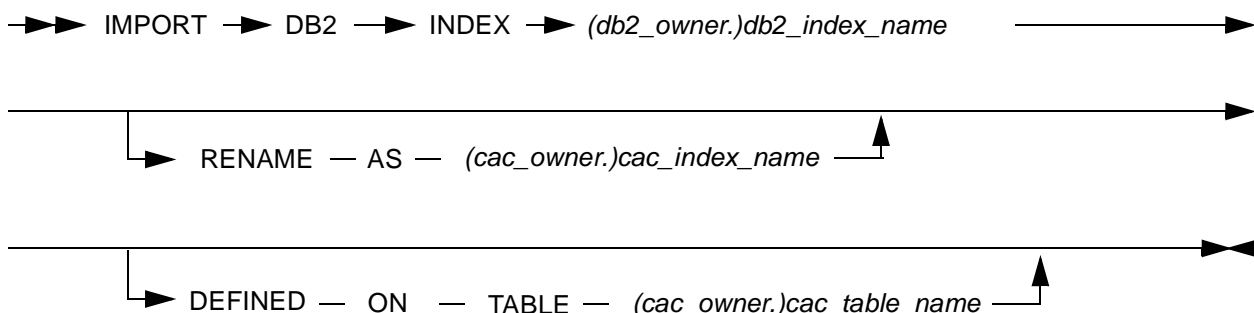 IMPORT DB2 INDEX (db2_owner.)db2_index_name
RENAME AS (cac_owner.)cac_index_name
DEFINED ON TABLE (cac_owner.)cac_table_name